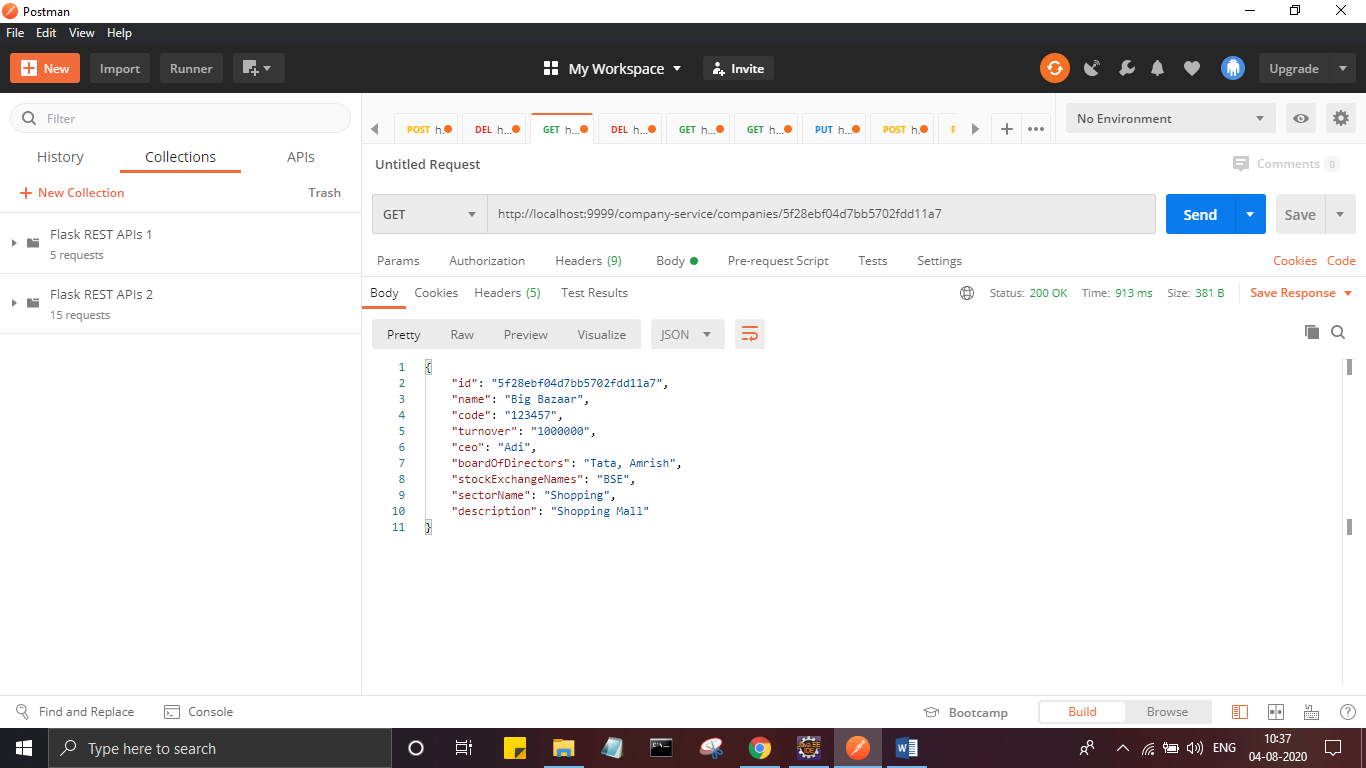 Postman
File Edit View Help
New Import Runner My Workspace Invite Upgrade
Filter
History Collections APIs
New Collection Trash
Flask REST APIs 1
5 requests
Flask REST APIs 2
15 requests
POST h. DEL h... GET h... DEL h... GET h... GET h... PUT h... POST h. No Environment
Untitled Request Comments 0
GET http://localhost:9999/company-service/companies/5f28ebf04d7bb5702fdd11a7 Send Save
Params Authorization Headers (9) Body Pre-request Script Tests Settings Cookies Code
Body Cookies Headers (5) Test Results Status: 200 OK Time: 913 ms Size: 381 B Save Response
Pretty Raw Preview Visualize JSON
1 {
2 "id": "5f28ebf04d7bb5702fdd11a7",
3 "name": "Big Bazaar",
4 "code": "123457",
5 "turnover": "1000000",
6 "ceo": "Adi",
7 "boardOfDirectors": "Tata, Amrish",
8 "stockExchangeNames": "BSE",
9 "sectorName": "Shopping",
10 "description": "Shopping Mall"
11 }
Find and Replace Console Bootcamp Build Browse
Type here to search ENG 10:37
04-08-2020